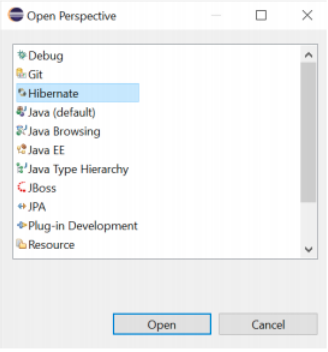 Open Perspective
Debug
Git
Hibernate
Java (default)
Java Browsing
Java EE
Java Type Hierarchy
JBoss
JPA
Plug-in Development
Resource
Open
Cancel